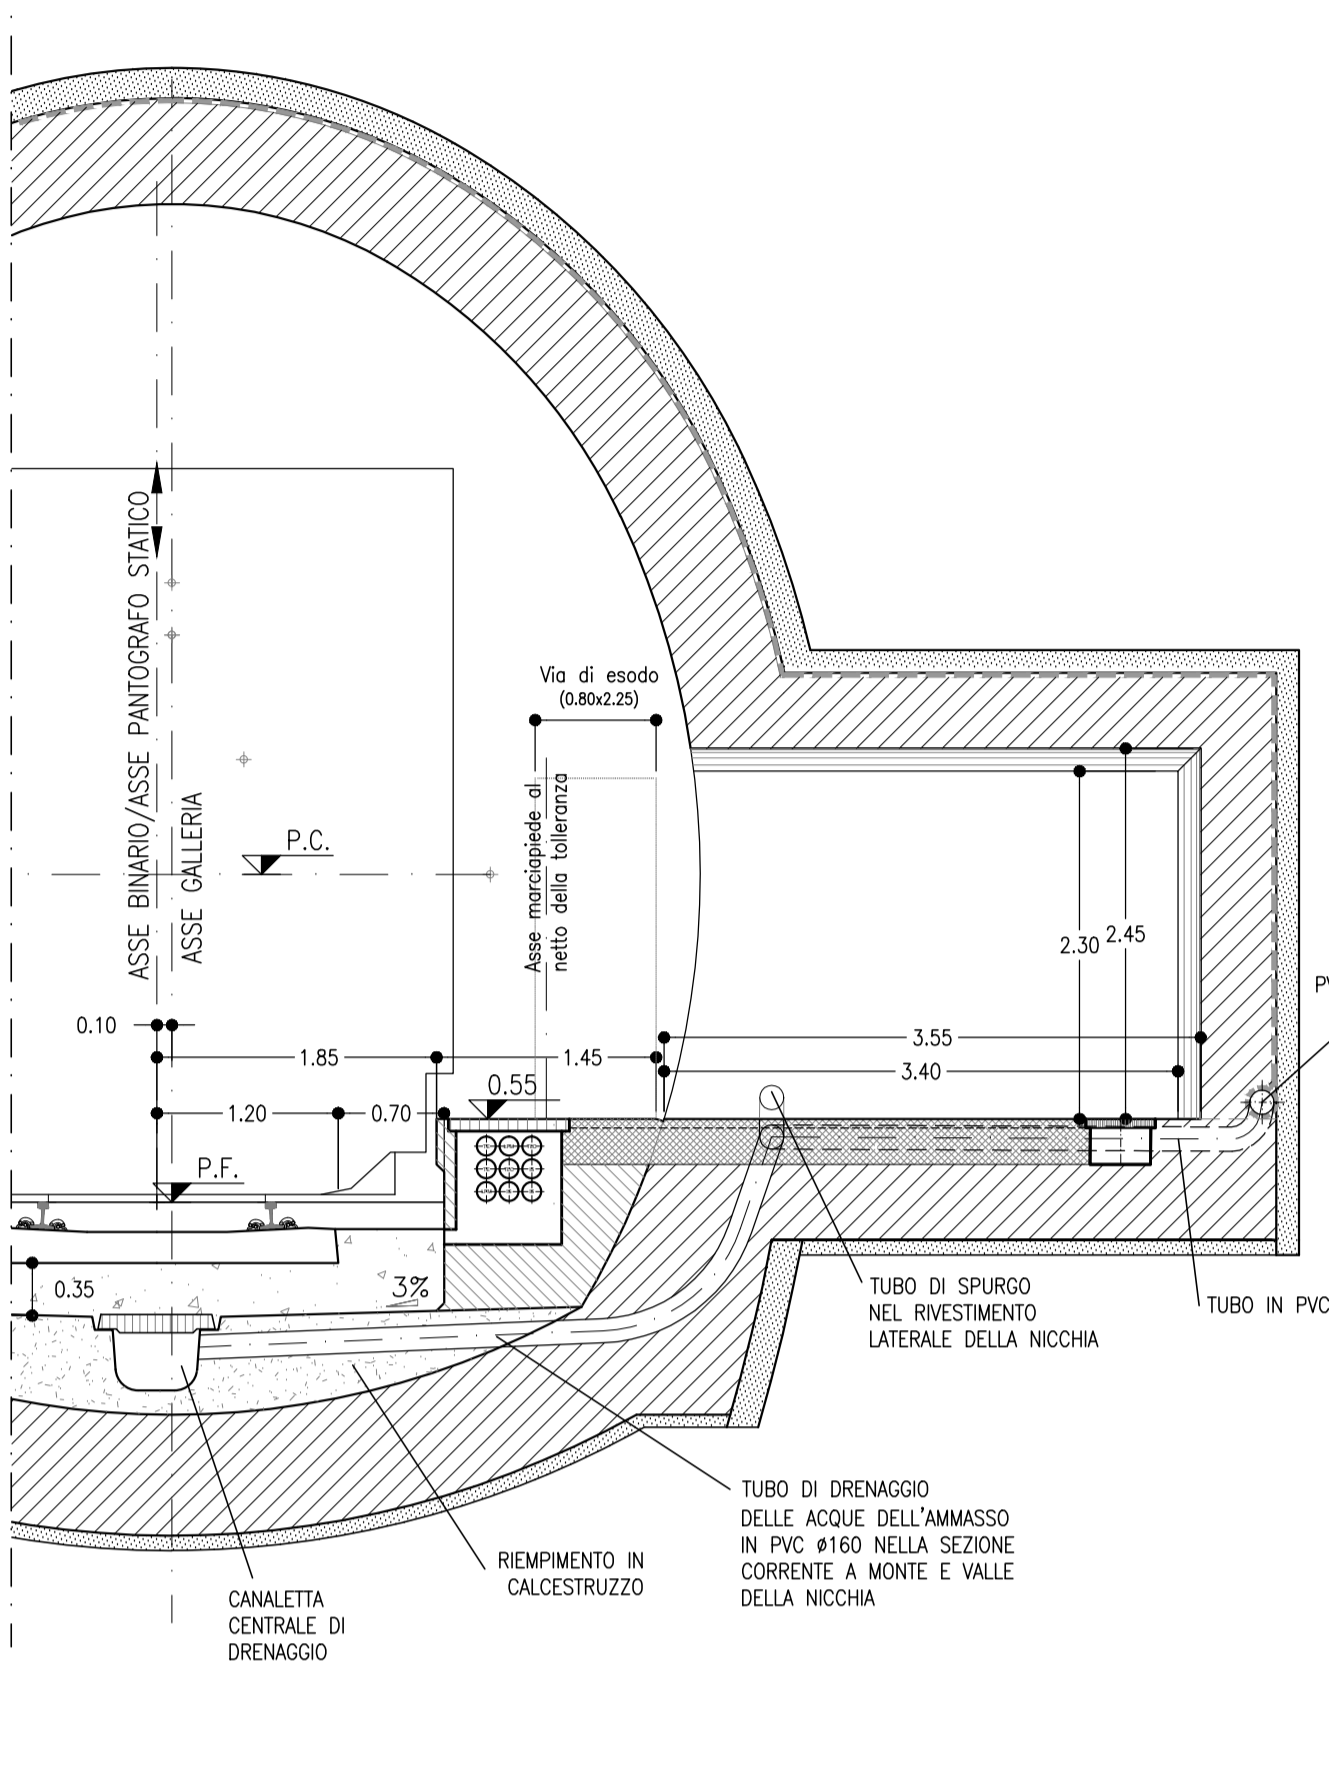 ASSE BINARIO/ASSE PANTOGRAFO STATICO
ASSE GALLERIA
Via di esodo
(0.80x2.25)
Asse marciapiede al
netto della tolleranza
P.C.
2.30
2.45
PV
0.10
3.55
1.85
1.45
3.40
0.55
1.20
0.70
P.F.
0.35
3%
TUBO DI SPURGO
NEL RIVESTIMENTO
LATERALE DELLA NICCHIA
TUBO IN PVC
TUBO DI DRENAGGIO
DELLE ACQUE DELL'AMMASSO
IN PVC ø160 NELLA SEZIONE
CORRENTE A MONTE E VALLE
DELLA NICCHIA
RIEMPIMENTO IN
CALCESTRUZZO
CANALETTA
CENTRALE DI
DRENAGGIO